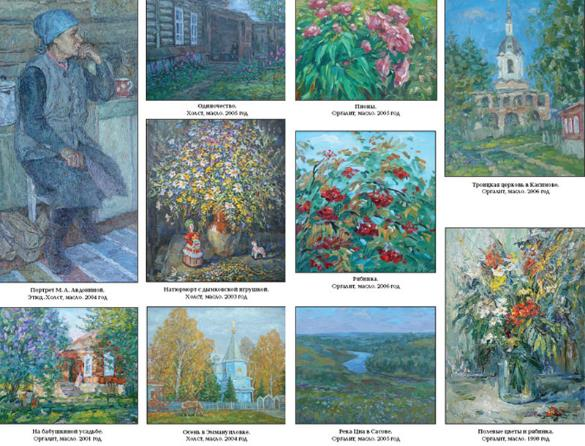 Одиночество.
Холст, масло. 2005 год
Пионы.
Оргалит, масло. 2005 год
Троицкая церковь в Касимове.
Оргалит, масло. 2006 год
Портрет М. А. Авдониной.
Этюд. Холст, масло. 2004 год
Натюрморт с дымковской игрушкой.
Холст, масло. 2003 год
Рябинка.
Оргалит, масло. 2006 год
На бабушкиной усадьбе.
Оргалит, масло. 2001 год
Осень в Эммануиловке.
Холст, масло. 2004 год
Река Цна в Сасове.
Оргалит, масло. 2005 год
Полевые цветы и рябинка.
Оргалит, масло. 1998 год